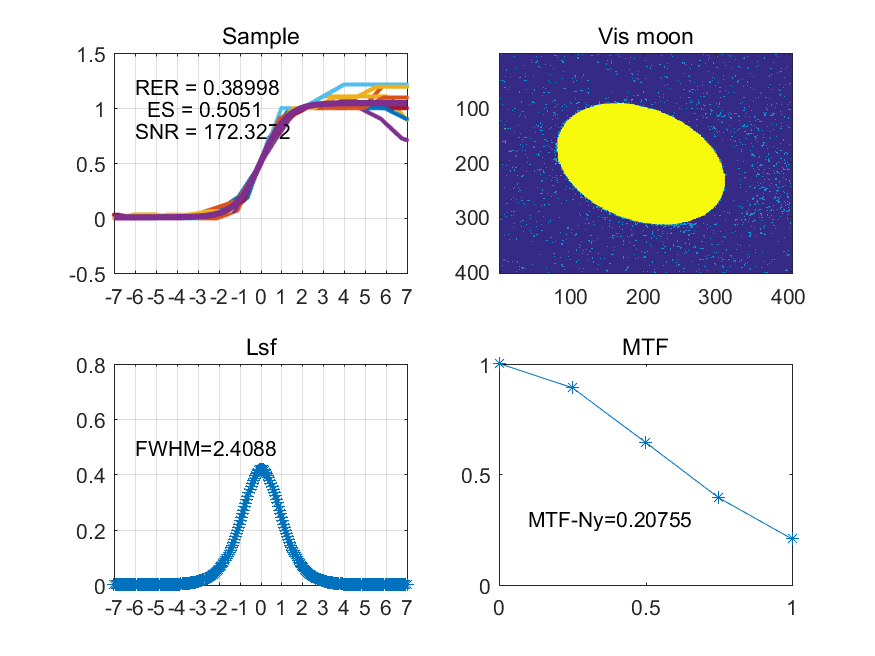 Sample
1.5
1
0.5
0
-0.5
RER = 0.38998
ES = 0.5051
SNR = 172.3272
-7 -6 -5 -4 -3 -2 -1 0 1 2 3 4 5 6 7
Vis moon
100
200
300
400
100 200 300 400
Lsf
0.8
0.6
0.4
0.2
0
FWHM=2.4088
-7 -6 -5 -4 -3 -2 -1 0 1 2 3 4 5 6 7
MTF
1
0.5
0
MTF-Ny=0.20755
0 0.5 1